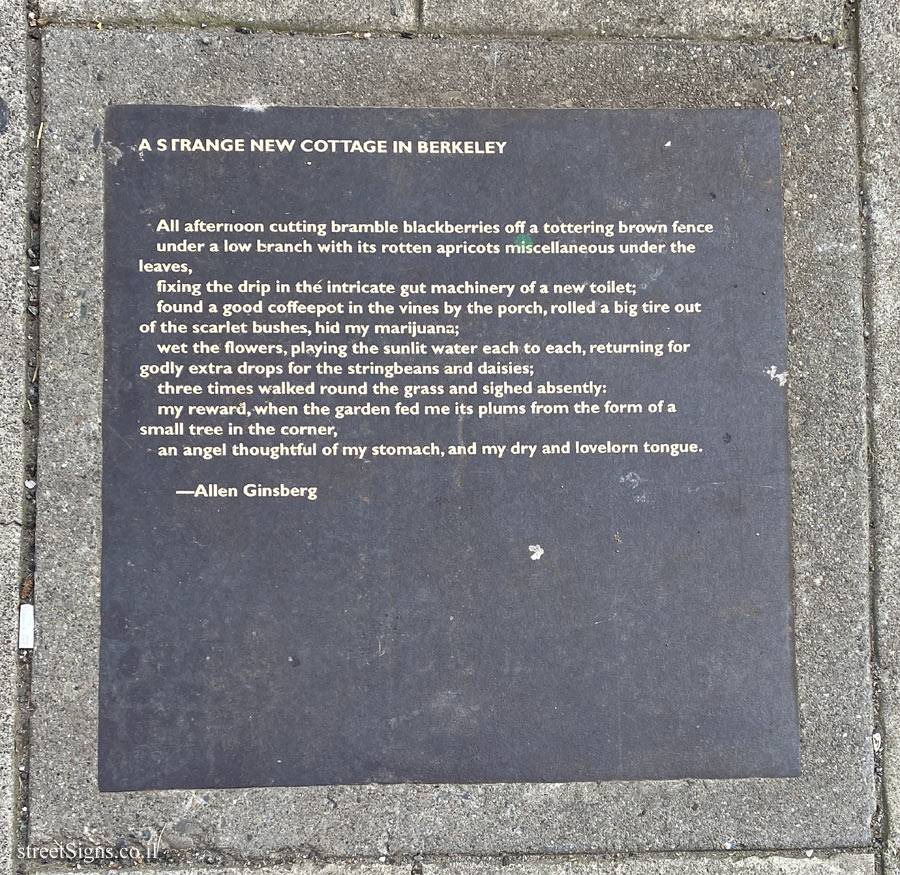 A STRANGE NEW COTTAGE IN BERKELEY
All afternoon cutting bramble blackberries off a tottering brown fence
under a low branch with its rotten apricots miscellaneous under the
leaves,
fixing the drip in the intricate gut machinery of a new toilet;
found a good coffeepot in the vines by the porch, rolled a big tire out
of the scarlet bushes, hid my marijuana;
wet the flowers, playing the sunlit water each to each, returning for
godly extra drops for the stringbeans and daisies;
three times walked round the grass and sighed absently:
my reward, when the garden fed me its plums from the form of a
small tree in the corner,
an angel thoughtful of my stomach, and my dry and lovelorn tongue.
—Allen Ginsberg
streetSigns.co.il